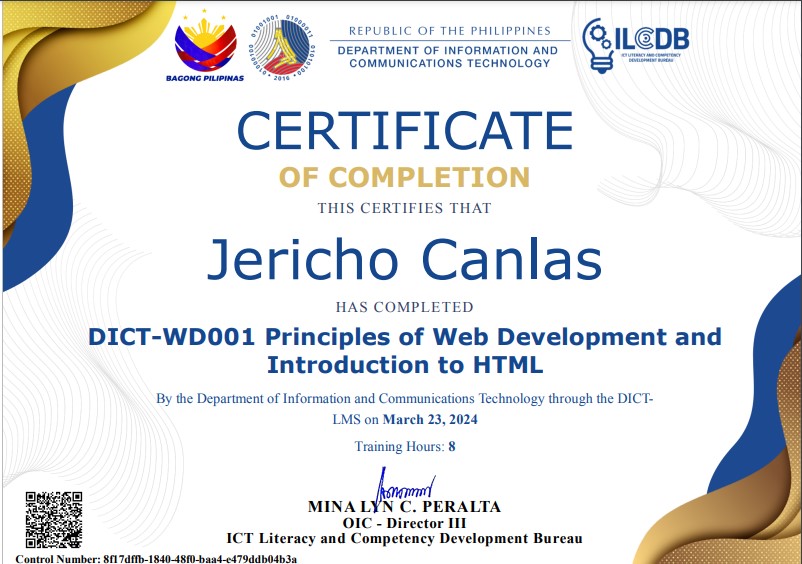 BAGONG PILIPINAS
2016
REPUBLIC OF THE PHILIPPINES
DEPARTMENT OF INFORMATION AND
COMMUNICATIONS TECHNOLOGY
ILCDB
ICT LITERACY AND COMPETENCY
DEVELOPMENT BUREAU
CERTIFICATE
OF COMPLETION
THIS CERTIFIES THAT
Jericho Canlas
HAS COMPLETED
DICT-WD001 Principles of Web Development and
Introduction to HTML
By the Department of Information and Communications Technology through the DICT-
LMS on March 23, 2024
Training Hours: 8
MINA LYN C. PERALTA
OIC - Director III
ICT Literacy and Competency Development Bureau
Control Number: 8f17dffb-1840-48f0-baa4-e479ddb04b3a